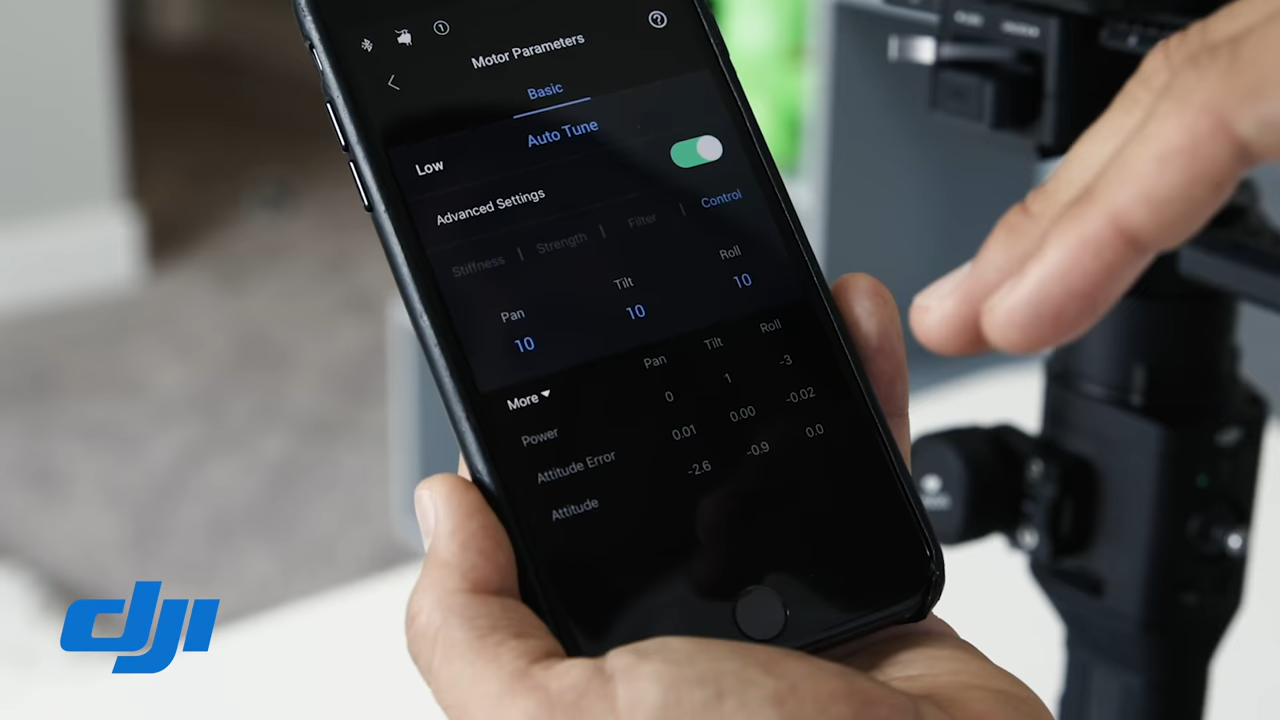 1
?
Motor Parameters
Basic
Auto Tune
Low
Advanced Settings
Stiffness | Strength | Filter | Control
Pan Tilt Roll
10 10 10
More Pan Tilt Roll
Power 0 1 -3
Attitude Error 0.01 0.00 -0.02
Attitude -2.6 -0.9 0.0
dji